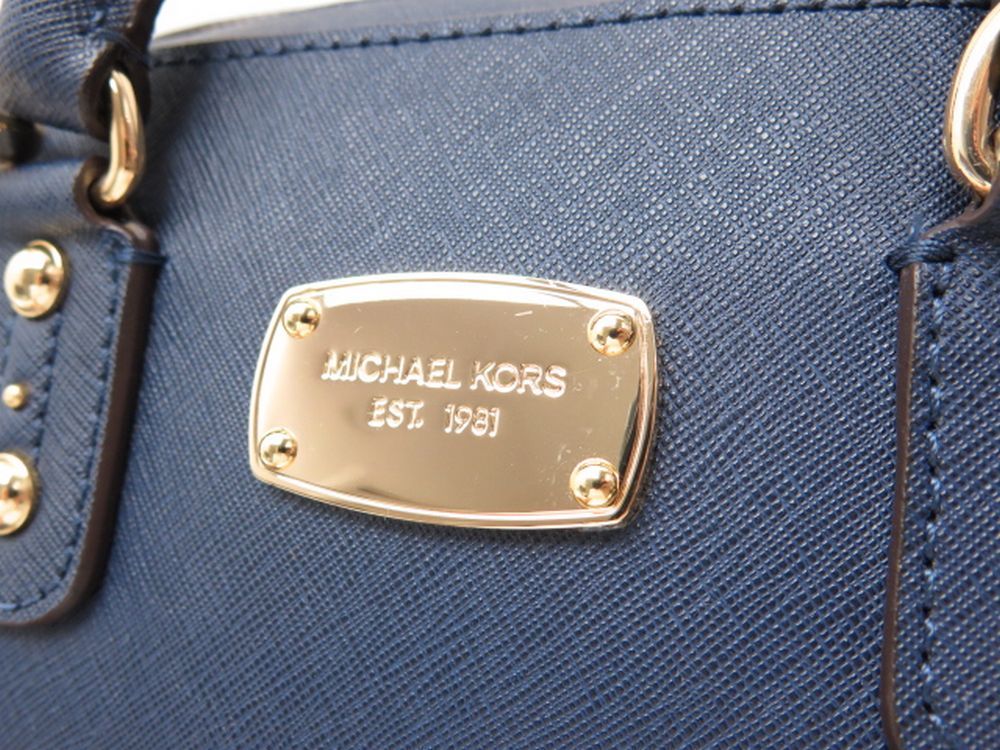 MICHAEL KORS
EST. 1981